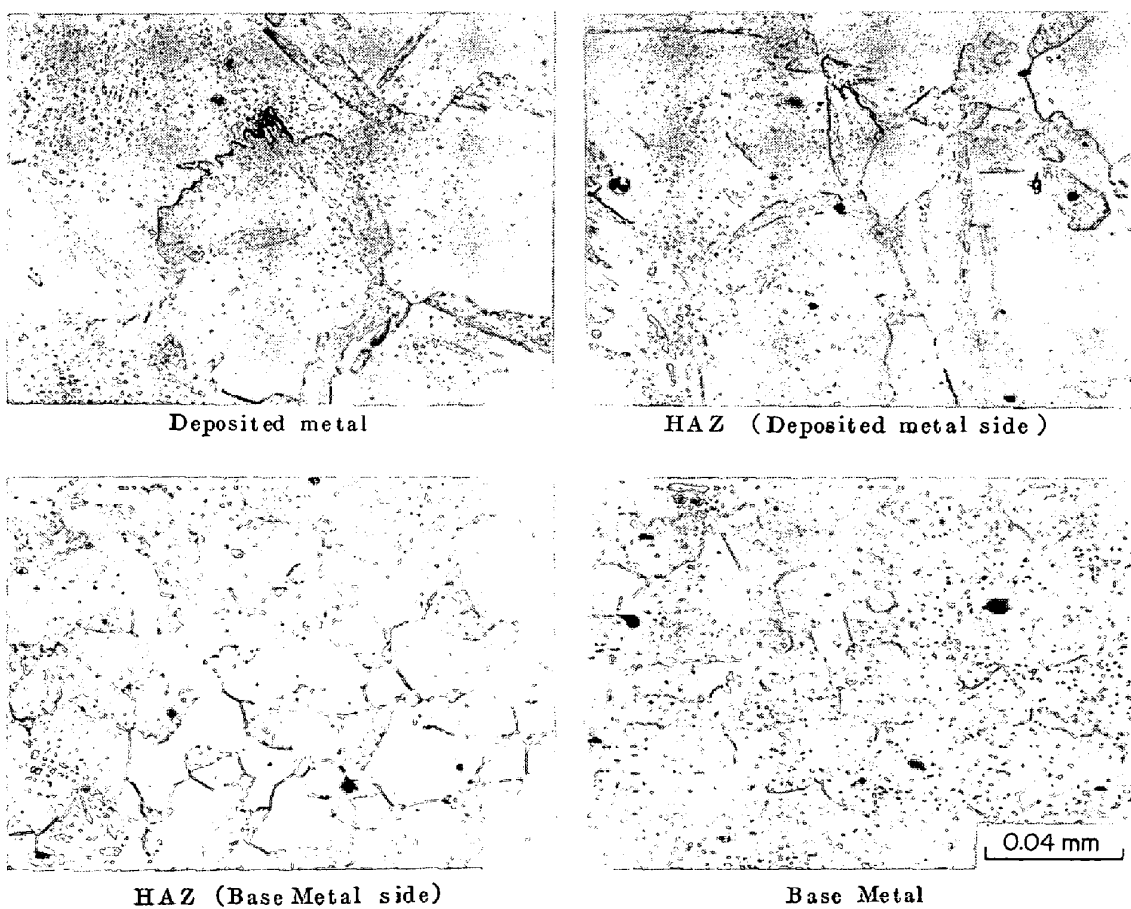 Deposited metal
HAZ (Deposited metal side)
HAZ (Base Metal side)
Base Metal
0.04 mm